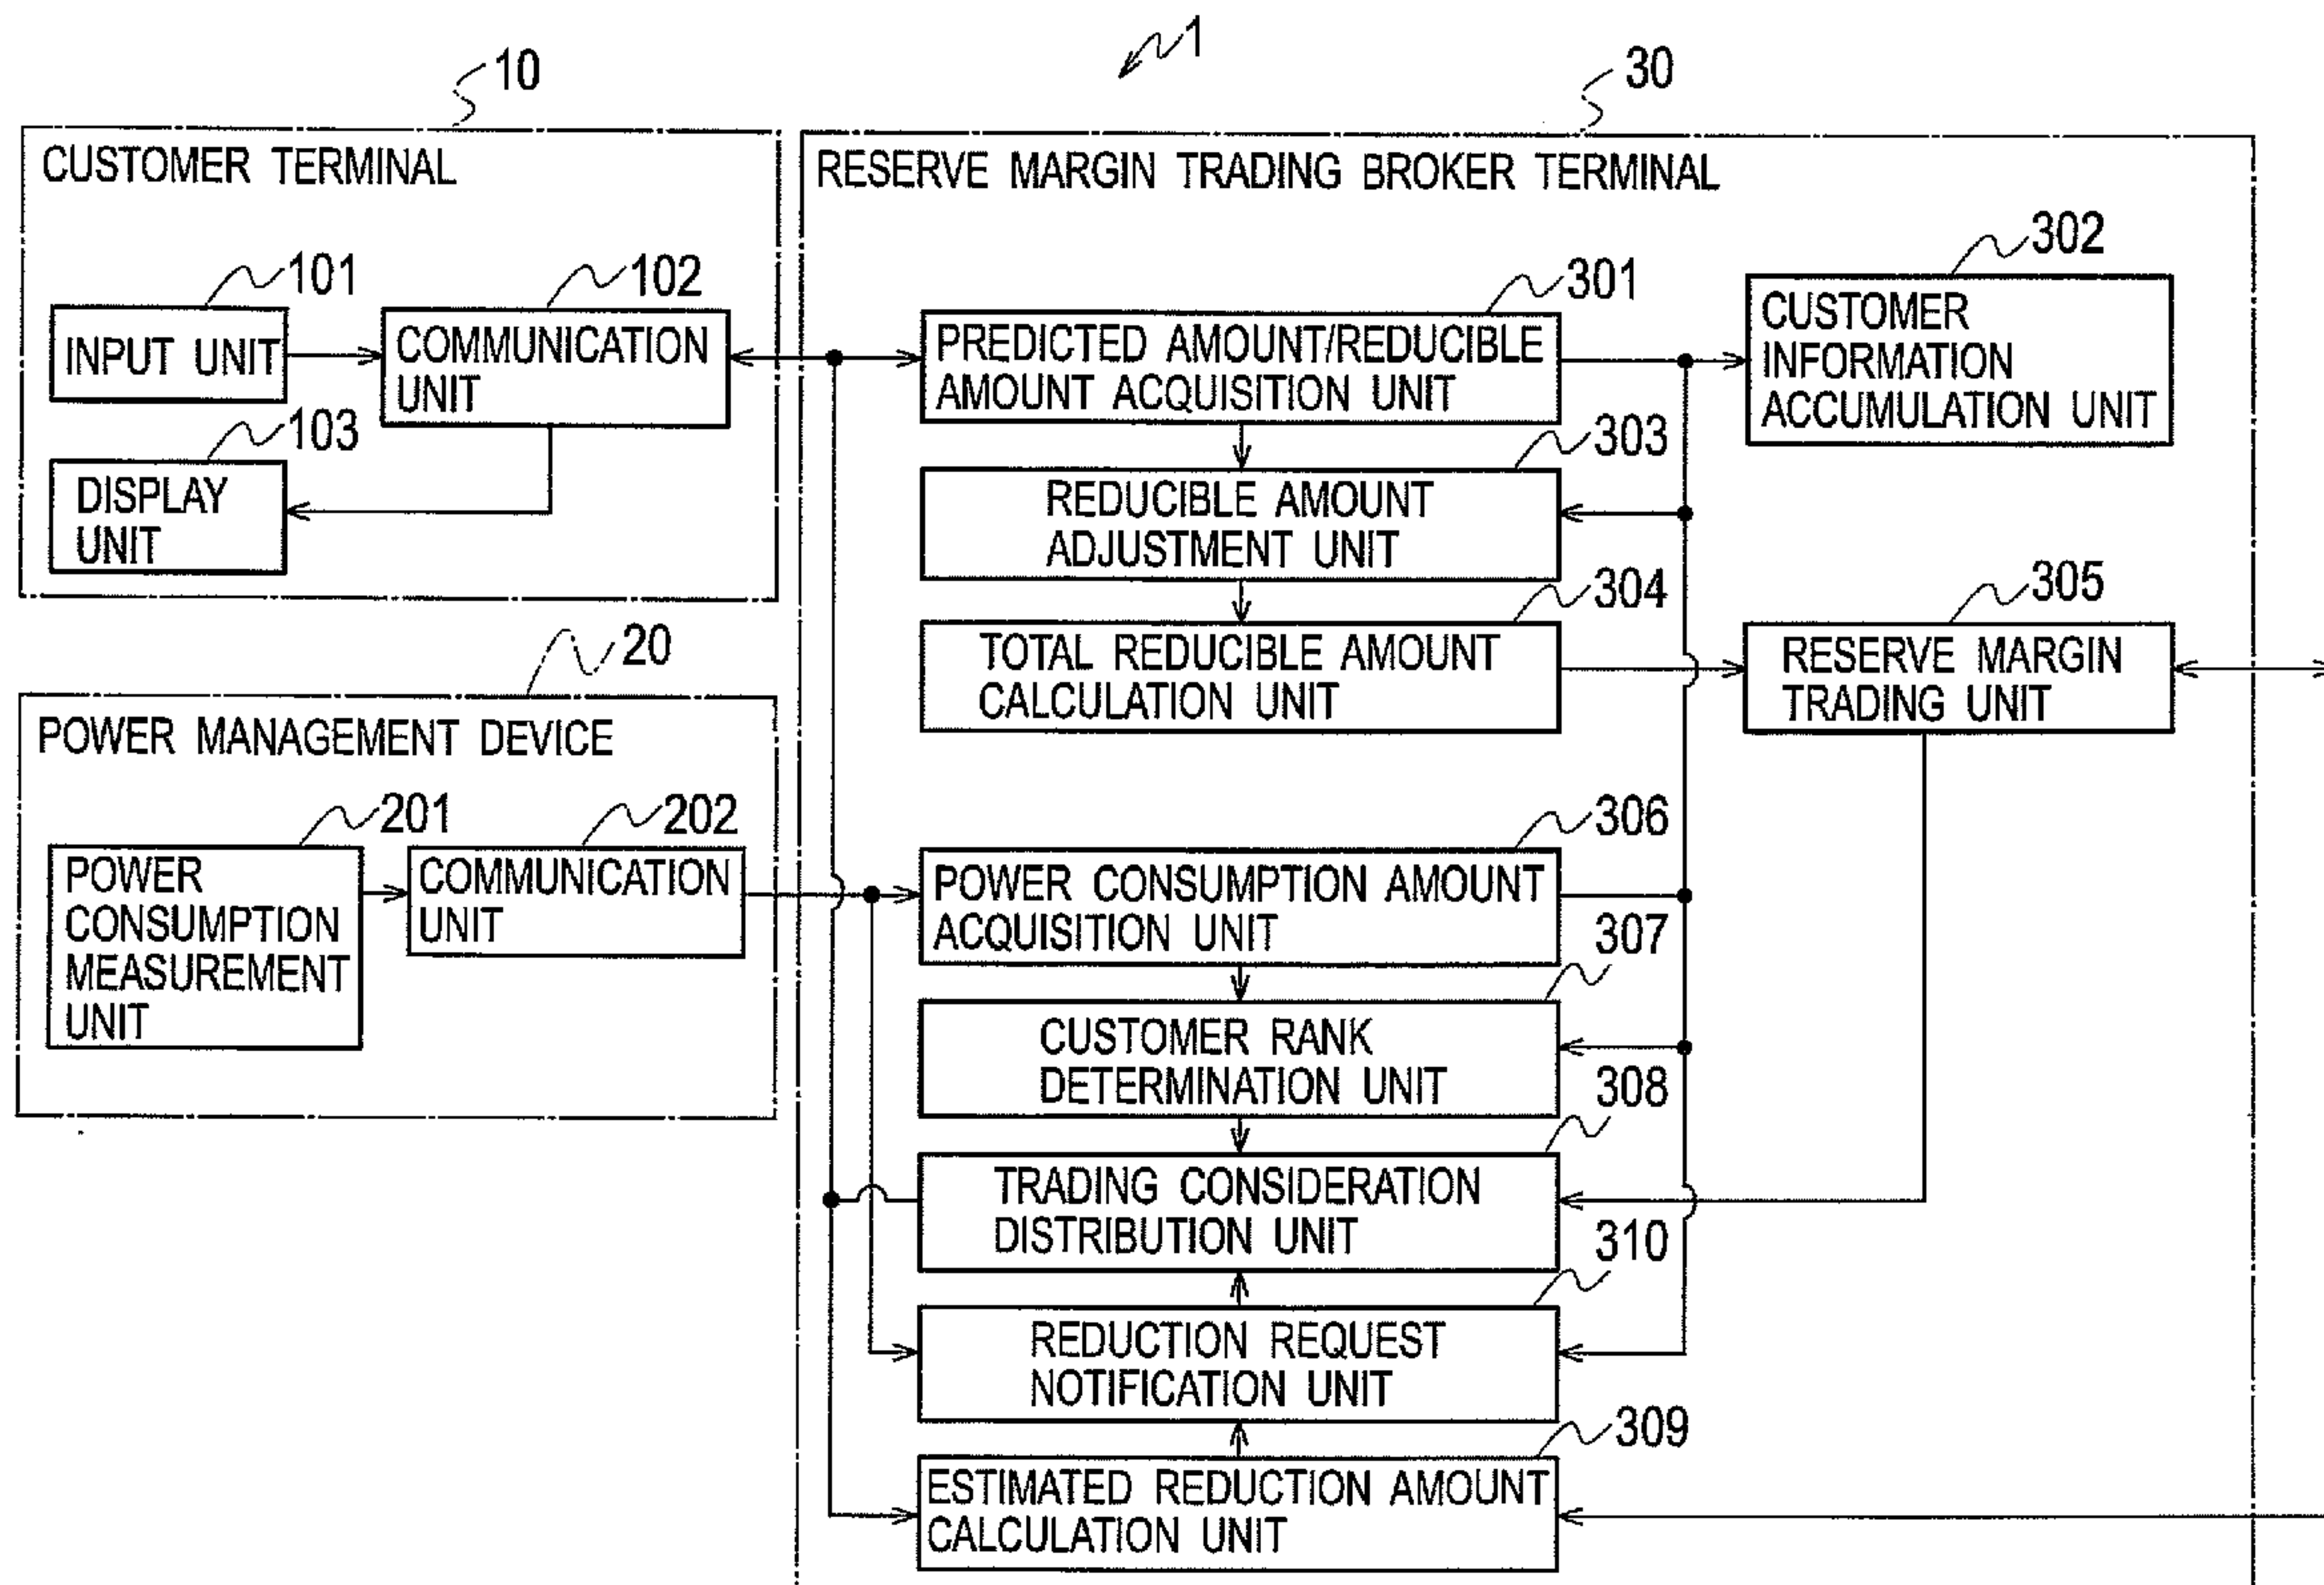 1
10
CUSTOMER TERMINAL
101
INPUT UNIT
102
COMMUNICATION
UNIT
103
DISPLAY
UNIT
20
POWER MANAGEMENT DEVICE
201
POWER
CONSUMPTION
MEASUREMENT
UNIT
202
COMMUNICATION
UNIT
30
RESERVE MARGIN TRADING BROKER TERMINAL
301
PREDICTED AMOUNT/REDUCIBLE
AMOUNT ACQUISITION UNIT
302
CUSTOMER
INFORMATION
ACCUMULATION UNIT
303
REDUCIBLE AMOUNT
ADJUSTMENT UNIT
304
TOTAL REDUCIBLE AMOUNT
CALCULATION UNIT
305
RESERVE MARGIN
TRADING UNIT
306
POWER CONSUMPTION AMOUNT
ACQUISITION UNIT
307
CUSTOMER RANK
DETERMINATION UNIT
308
TRADING CONSIDERATION
DISTRIBUTION UNIT
310
REDUCTION REQUEST
NOTIFICATION UNIT
309
ESTIMATED REDUCTION AMOUNT
CALCULATION UNIT